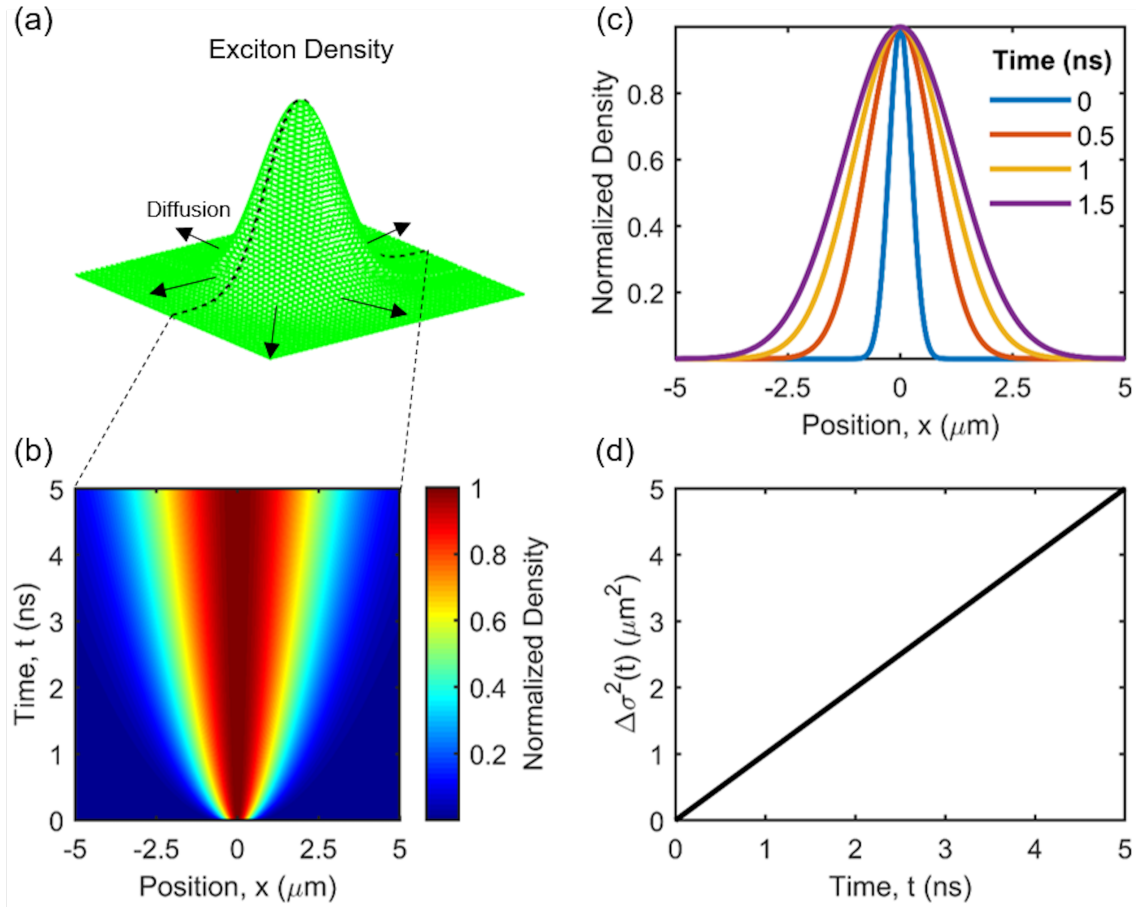 (a)
Exciton Density
Diffusion
(b)
5
4
3
2
1
0
Time, t (ns)
-5
-2.5
0
2.5
5
Position, x (μm)
1
0.8
0.6
0.4
0.2
Normalized Density
(c)
0.8
0.6
0.4
0.2
Normalized Density
Time (ns)
0
0.5
1
1.5
-5
-2.5
0
2.5
5
Position, x (μm)
(d)
5
4
3
2
1
0
Δσ²(t) (μm²)
0
1
2
3
4
5
Time, t (ns)